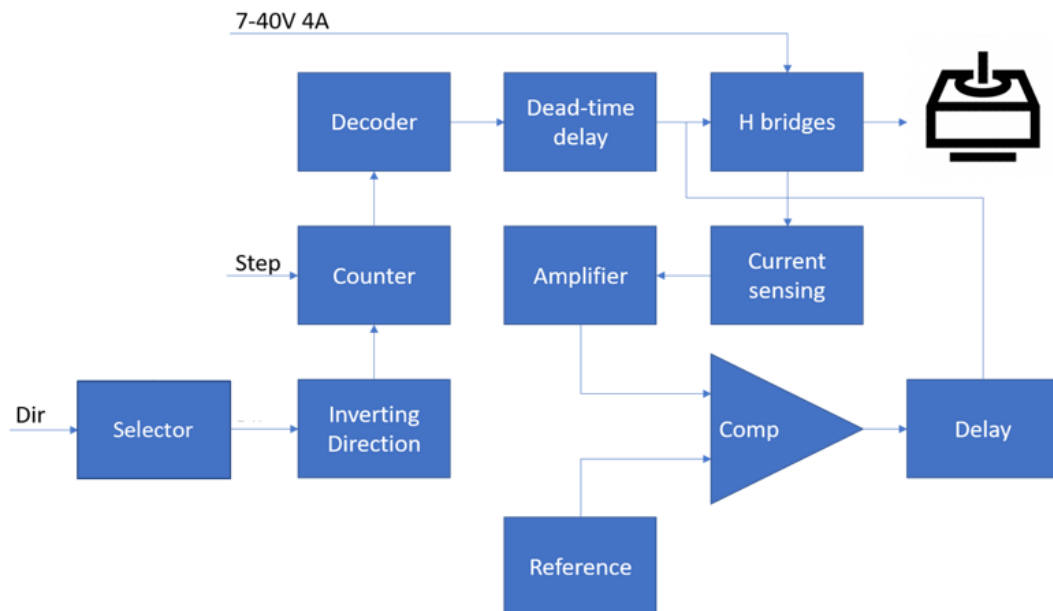 7-40V 4A
Decoder
Dead-time
delay
H bridges
Step
Counter
Amplifier
Current
sensing
Dir
Selector
Inverting
Direction
Comp
Delay
Reference